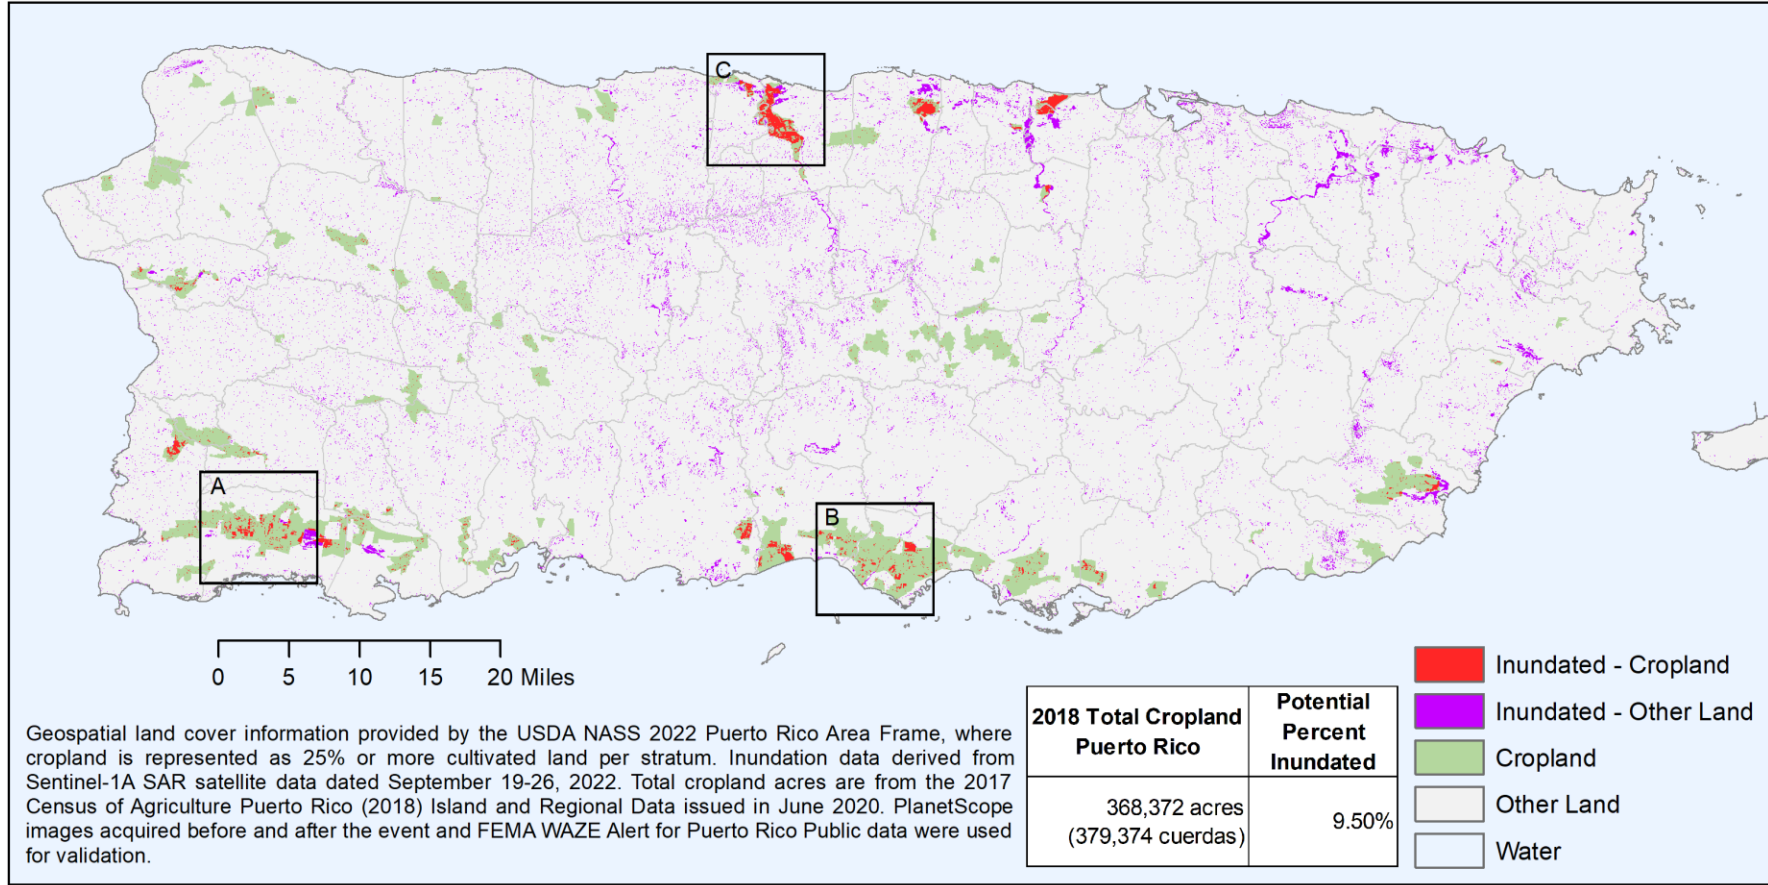 C
A
B
0 5 10 15 20 Miles
Geospatial land cover information provided by the USDA NASS 2022 Puerto Rico Area Frame, where
cropland is represented as 25% or more cultivated land per stratum. Inundation data derived from
Sentinel-1A SAR satellite data dated September 19-26, 2022. Total cropland acres are from the 2017
Census of Agriculture Puerto Rico (2018) Island and Regional Data issued in June 2020. PlanetScope
images acquired before and after the event and FEMA WAZE Alert for Puerto Rico Public data were used
for validation.
2018 Total Cropland
Puerto Rico
Potential
Percent
Inundated
368,372 acres
(379,374 cuerdas)
9.50%
Inundated - Cropland
Inundated - Other Land
Cropland
Other Land
Water